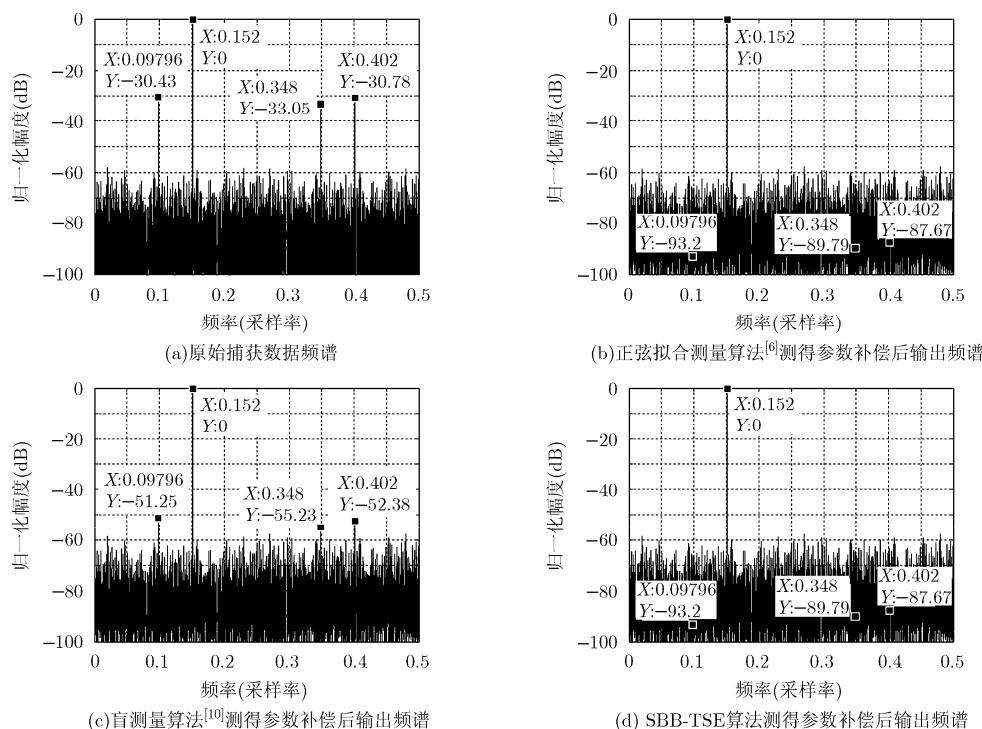 归一化幅度(dB)
0
−20
−40
−60
−80
−100
X:0.152
Y:0
X:0.09796
Y:−30.43
X:0.348
Y:−33.05
X:0.402
Y:−30.78
0 0.1 0.2 0.3 0.4 0.5
频率(采样率)
(a)原始捕获数据频谱
归一化幅度(dB)
0
−20
−40
−60
−80
−100
X:0.152
Y:0
X:0.09796
Y:−93.2
X:0.348
Y:−89.79
X:0.402
Y:−87.67
0 0.1 0.2 0.3 0.4 0.5
频率(采样率)
(b)正弦拟合测量算法[6]测得参数补偿后输出频谱
归一化幅度(dB)
0
−20
−40
−60
−80
−100
X:0.152
Y:0
X:0.09796
Y:−51.25
X:0.348
Y:−55.23
X:0.402
Y:−52.38
0 0.1 0.2 0.3 0.4 0.5
频率(采样率)
(c)盲测量算法[10]测得参数补偿后输出频谱
归一化幅度(dB)
0
−20
−40
−60
−80
−100
X:0.152
Y:0
X:0.09796
Y:−93.2
X:0.348
Y:−89.79
X:0.402
Y:−87.67
0 0.1 0.2 0.3 0.4 0.5
频率(采样率)
(d) SBB-TSE算法测得参数补偿后输出频谱